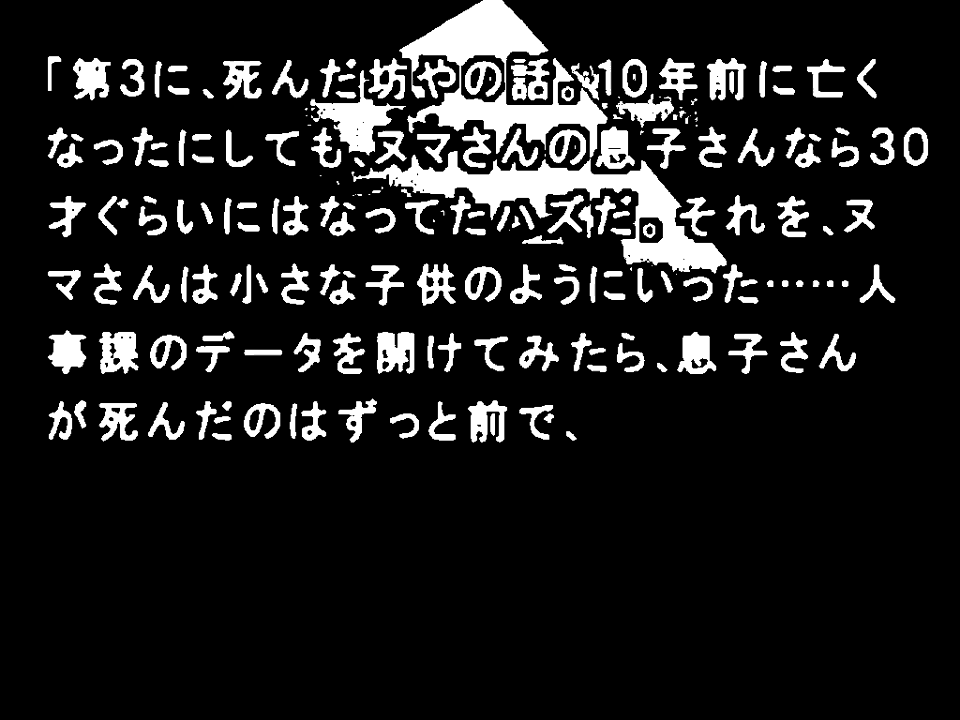 「第3に、死んだ坊やの話。10年前に亡く
なったにしても、ヌマさんの息子さんなら30
才ぐらいにはなってたハズだ。それを、ヌ
マさんは小さな子供のようにいった……人
事課のデータを開けてみたら、息子さん
が死んだのはずっと前で、